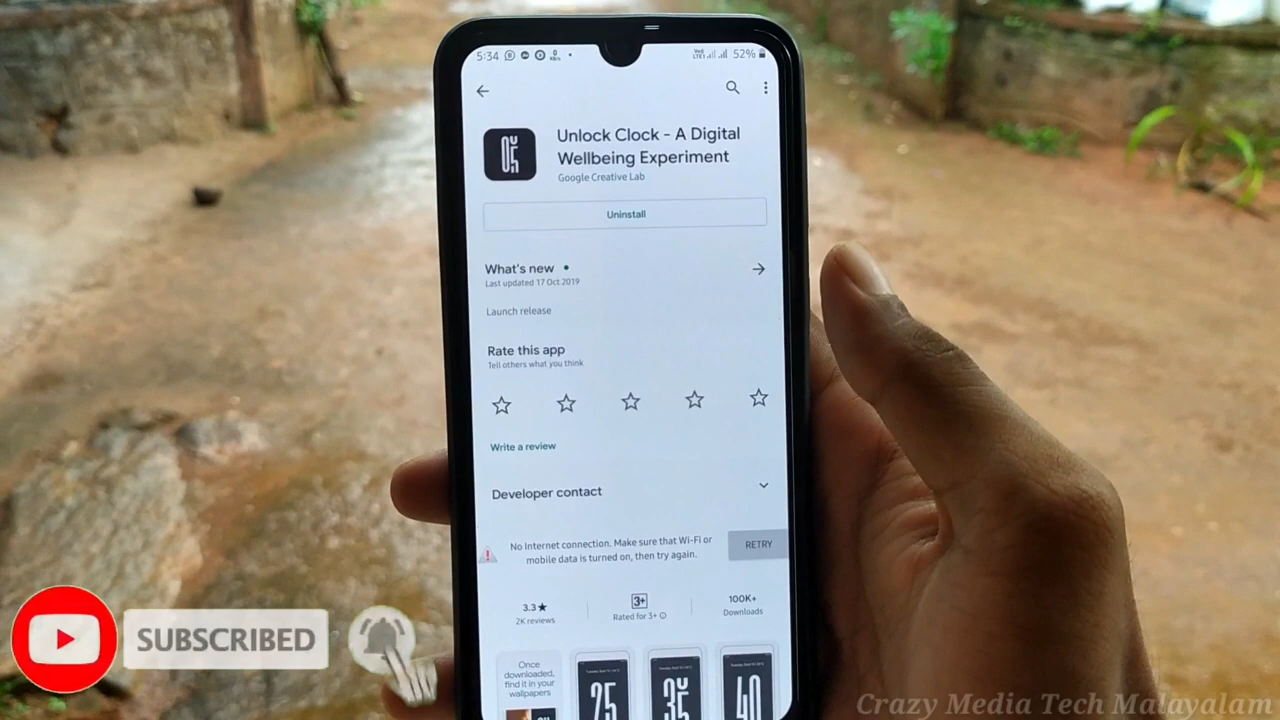 5:34
0
KB/s
52%
Unlock Clock - A Digital
Wellbeing Experiment
Google Creative Lab
Uninstall
What's new
Last updated 17 Oct 2019
Launch release
Rate this app
Tell others what you think
Write a review
Developer contact
No Internet connection. Make sure that Wi-Fi or
mobile data is turned on, then try again.
RETRY
3.3★
2K reviews
3+
Rated for 3+
100K+
Downloads
Once
downloaded,
find it in your
wallpapers
25
35
40
SUBSCRIBED
Crazy Media Tech Malayalam